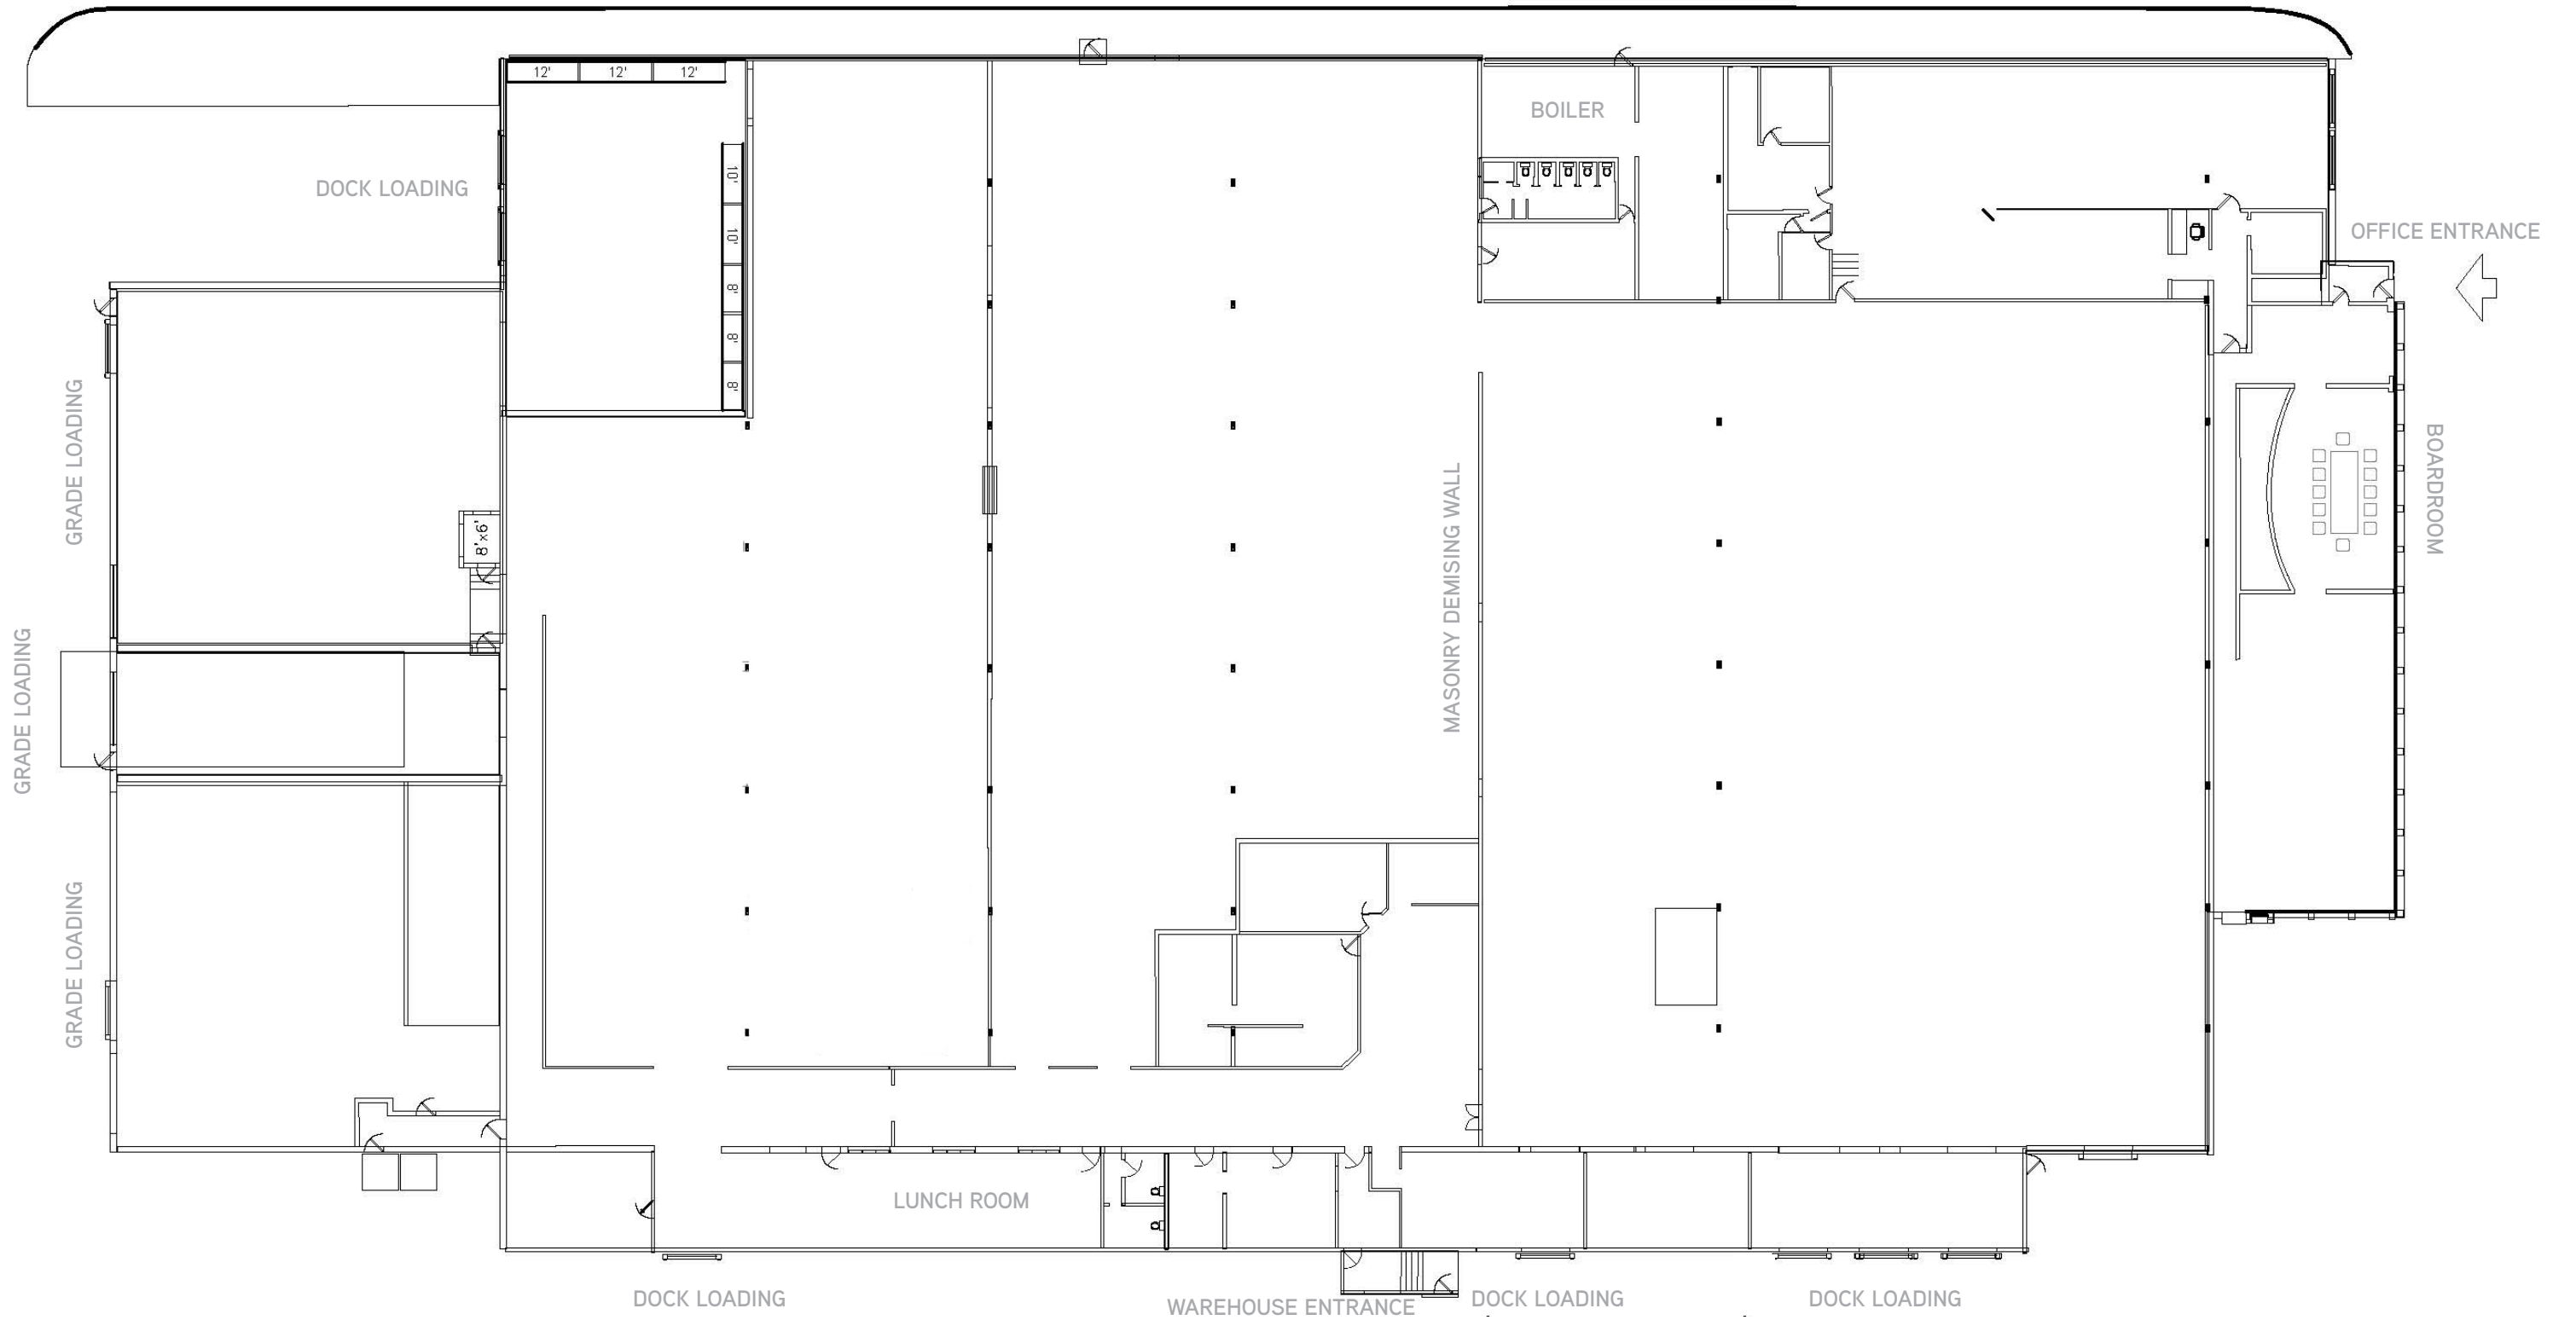 12'
12'
12'
BOILER
10'
DOCK LOADING
10'
OFFICE ENTRANCE
8'
8'
8'
GRADE LOADING
BOARDROOM
8'x6'
MASONRY DEMISING WALL
GRADE LOADING
GRADE LOADING
LUNCH ROOM
DOCK LOADING
WAREHOUSE ENTRANCE
DOCK LOADING
DOCK LOADING